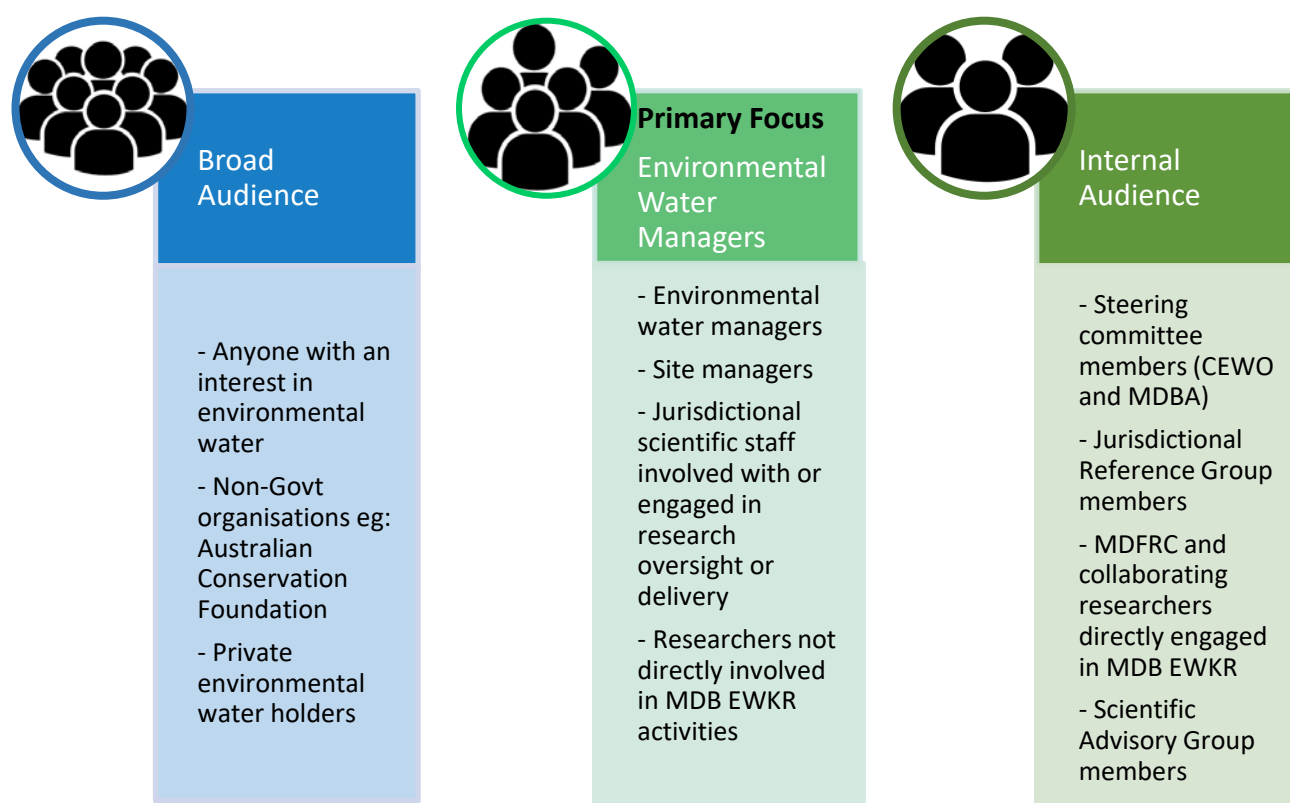 Broad
Audience
- Anyone with an
interest in
environmental
water
- Non-Govt
organisations eg:
Australian
Conservation
Foundation
- Private
environmental
water holders
Primary Focus
Environmental
Water
Managers
- Environmental
water managers
- Site managers
- Jurisdictional
scientific staff
involved with or
engaged in
research
oversight or
delivery
- Researchers not
directly involved
in MDB EWKR
activities
Internal
Audience
- Steering
committee
members (CEWO
and MDBA)
- Jurisdictional
Reference Group
members
- MDFRC and
collaborating
researchers
directly engaged
in MDB EWKR
- Scientific
Advisory Group
members